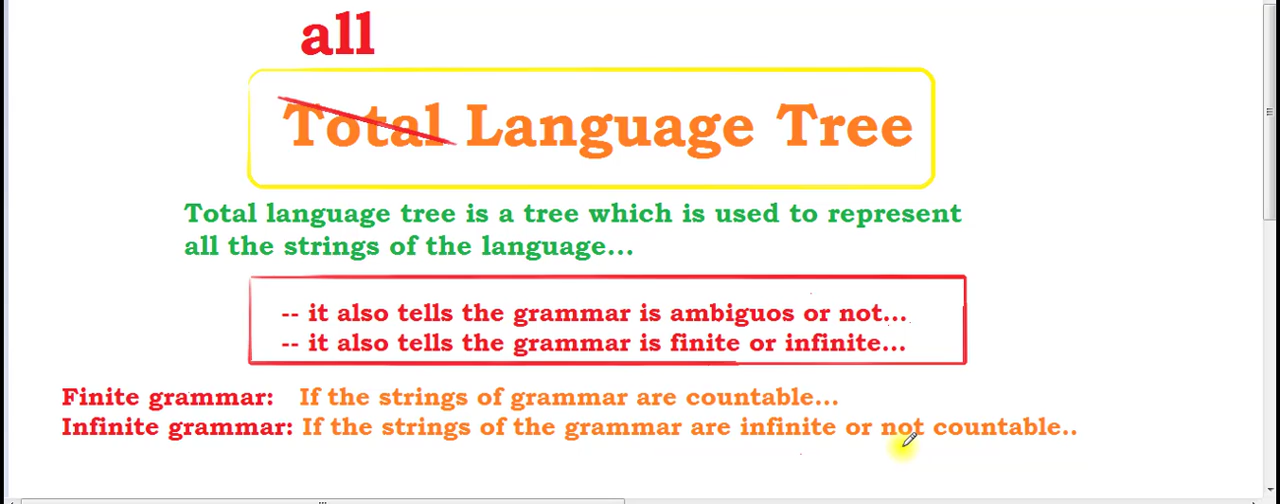 all
Total Language Tree
Total language tree is a tree which is used to represent
all the strings of the language...
-- it also tells the grammar is ambiguos or not...
-- it also tells the grammar is finite or infinite...
Finite grammar: If the strings of grammar are countable...
Infinite grammar: If the strings of the grammar are infinite or not countable..